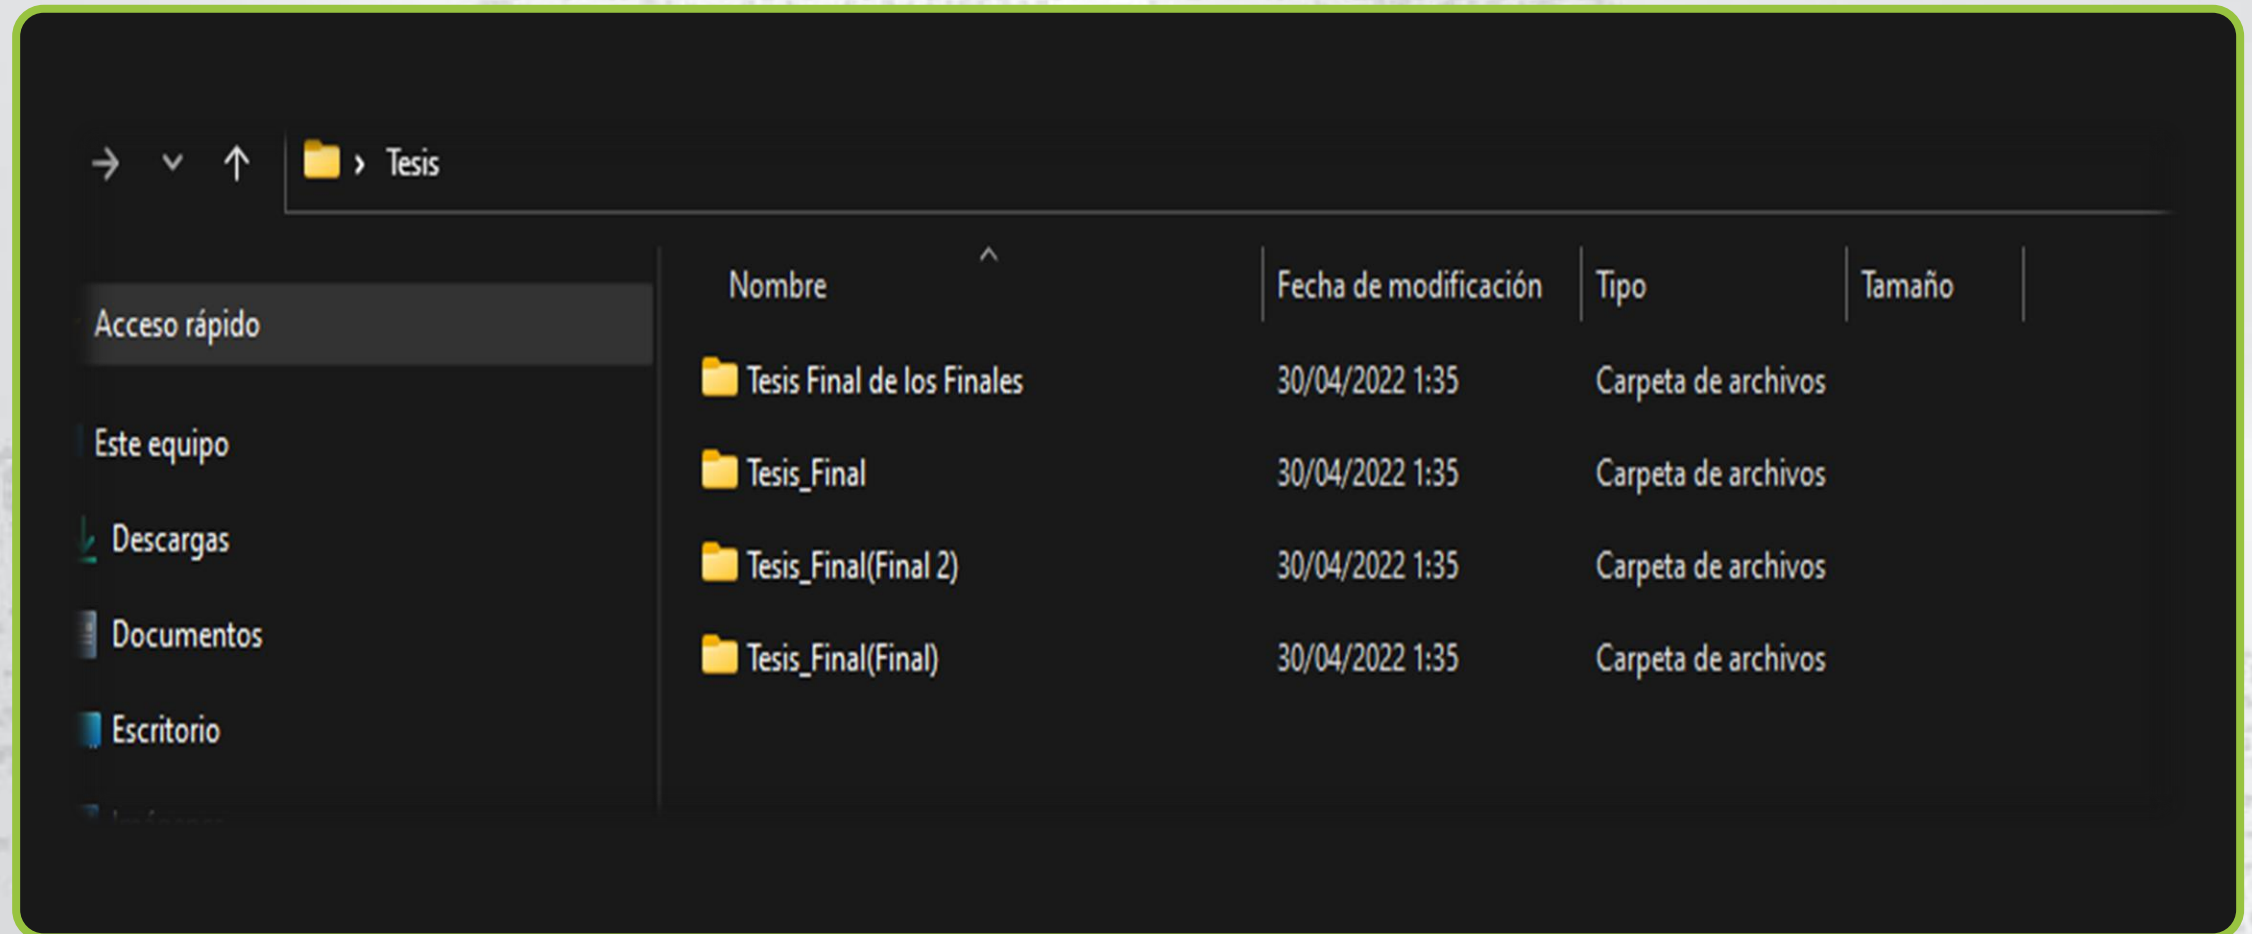 Tesis
Nombre Fecha de modificación Tipo Tamaño
Acceso rápido
Este equipo
Descargas
Documentos
Escritorio
Tesis Final de los Finales 30/04/2022 1:35 Carpeta de archivos
Tesis_Final 30/04/2022 1:35 Carpeta de archivos
Tesis_Final(Final 2) 30/04/2022 1:35 Carpeta de archivos
Tesis_Final(Final) 30/04/2022 1:35 Carpeta de archivos